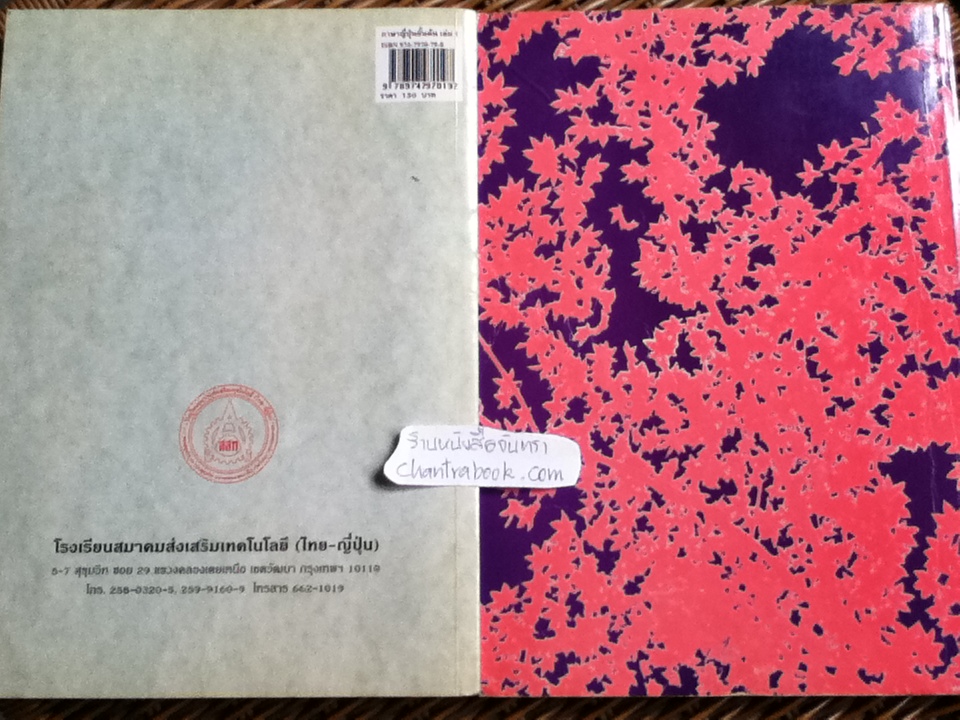 ภาษาญี่ปุ่นชั้นต้น เล่ม
ISBN
9 789742 970192
ราคา 130 บาท
สสท
ร้านหนังสือจันทรา
chantrabook.com
โรงเรียนสมาคมส่งเสริมเทคโนโลยี (ไทย-ญี่ปุ่น)
5-7 สุขุมวิท ซอย 29 แขวงคลองเตยเหนือ เขตวัฒนา กรุงเทพฯ 10110
โทร. 258-0320-5, 259-9160-9 โทรสาร 662-1019